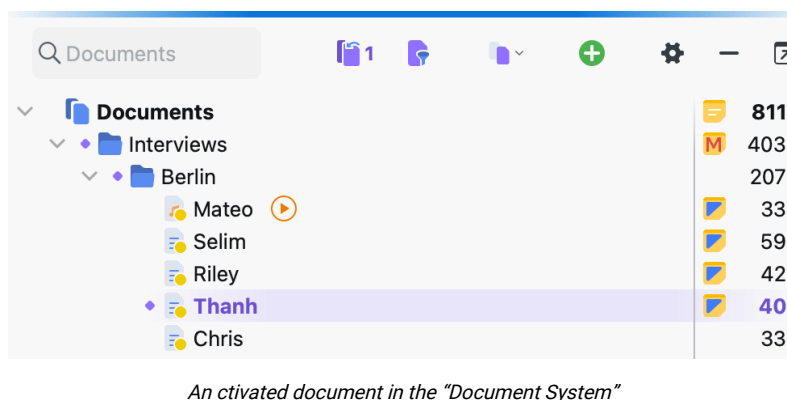 Documents
1
Documents 811
M
Interviews 403
Berlin 207
Mateo 33
Selim 59
Riley 42
Thanh 40
Chris 33
An ctivated document in the “Document System”